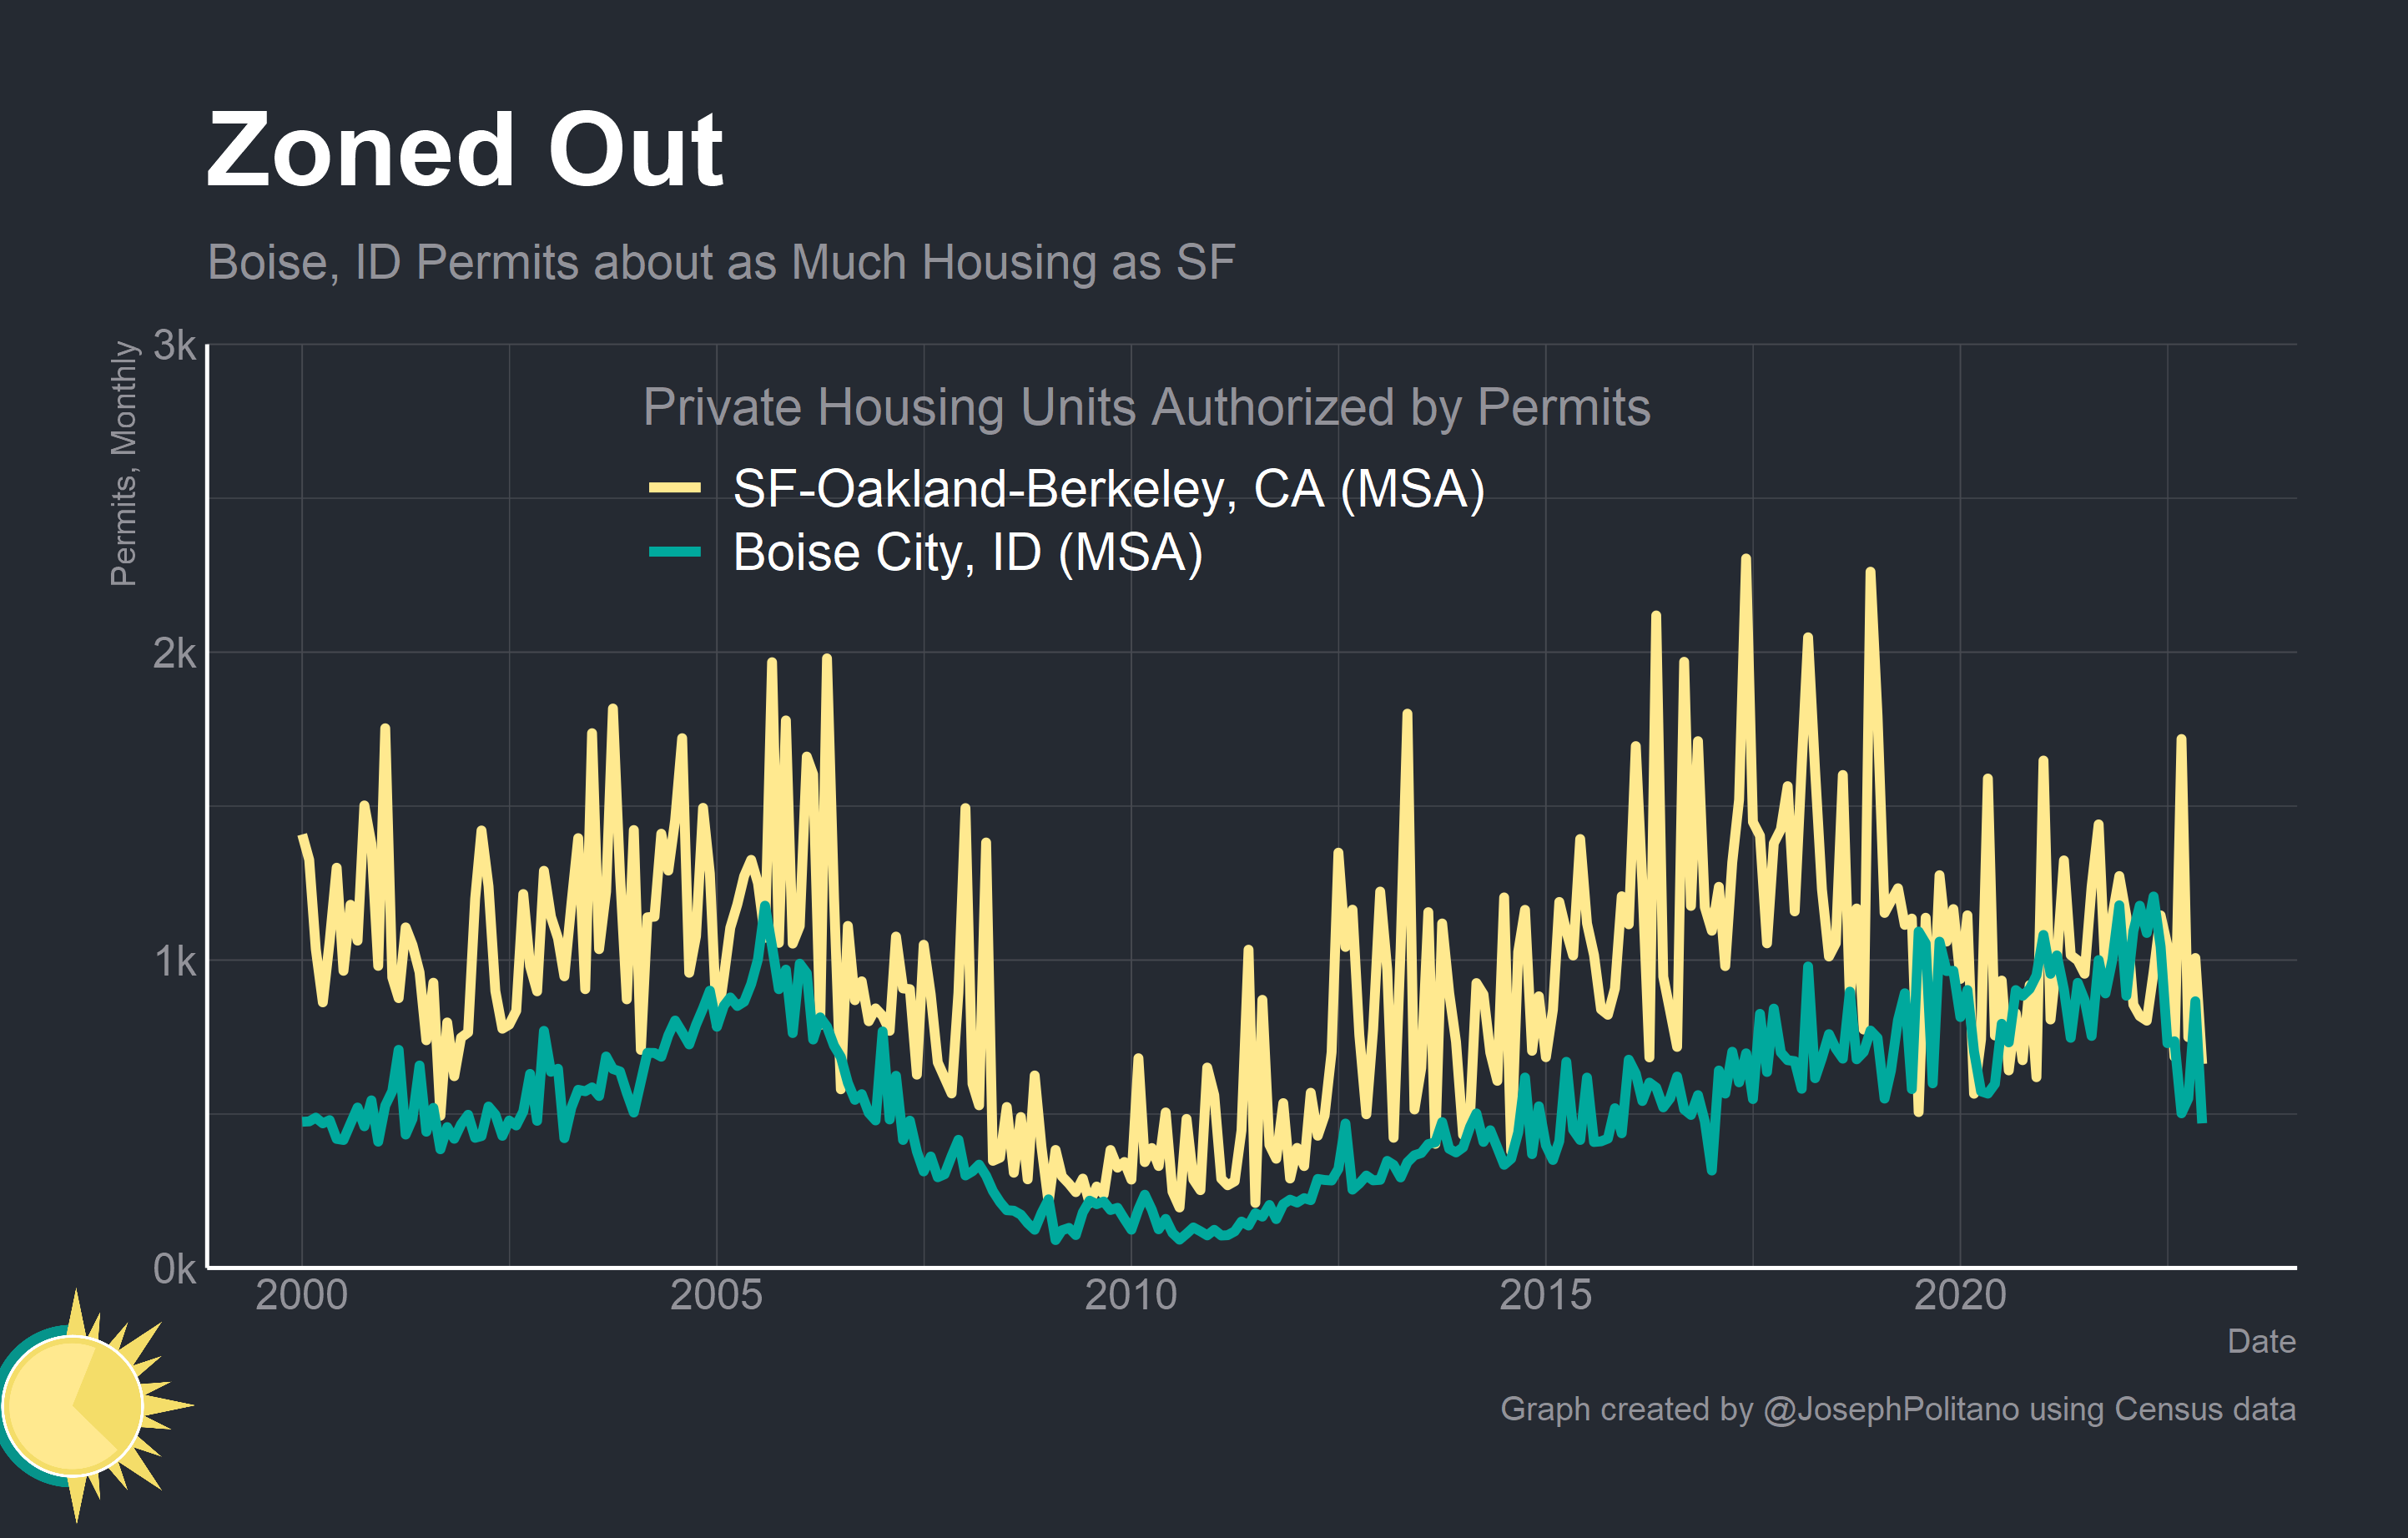 Zoned Out
Boise, ID Permits about as Much Housing as SF
Permits, Monthly
3k
2k
1k
0k
Private Housing Units Authorized by Permits
SF-Oakland-Berkeley, CA (MSA)
Boise City, ID (MSA)
2000
2005
2010
2015
2020
Date
Graph created by @JosephPolitano using Census data